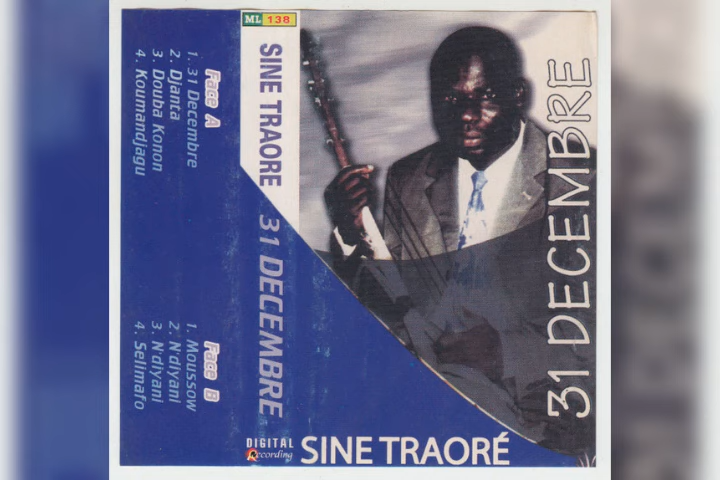 Face A
1. 31 Decembre
2. Djanta
3. Douba Konon
4. Koumandjagu
Face B
1. Moussow
2. N'diyani
3. N'diyani
4. Selimafo
ML 138
SINE TRAORE 31 DECEMBRE
DIGITAL
Recording
31 DECEMBRE
SINE TRAORÉ